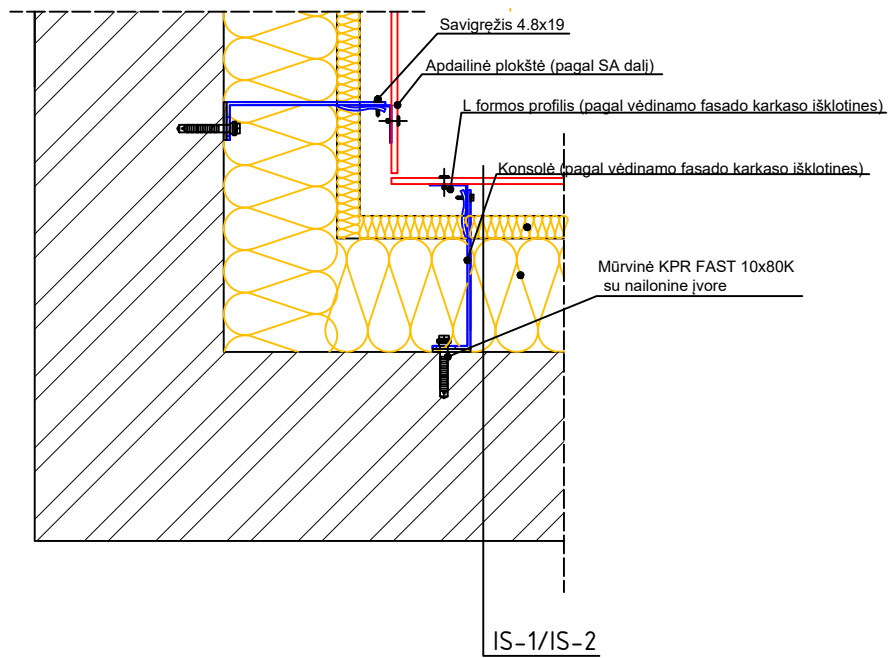 Savigręžis 4.8x19
Apdailinė plokštė (pagal SA dalį)
L formos profilis (pagal vėdinamo fasado karkaso išklotines)
Konsolė (pagal vėdinamo fasado karkaso išklotines)
Mūrvinė KPR FAST 10x80K
su nailonine įvore
IS-1/IS-2